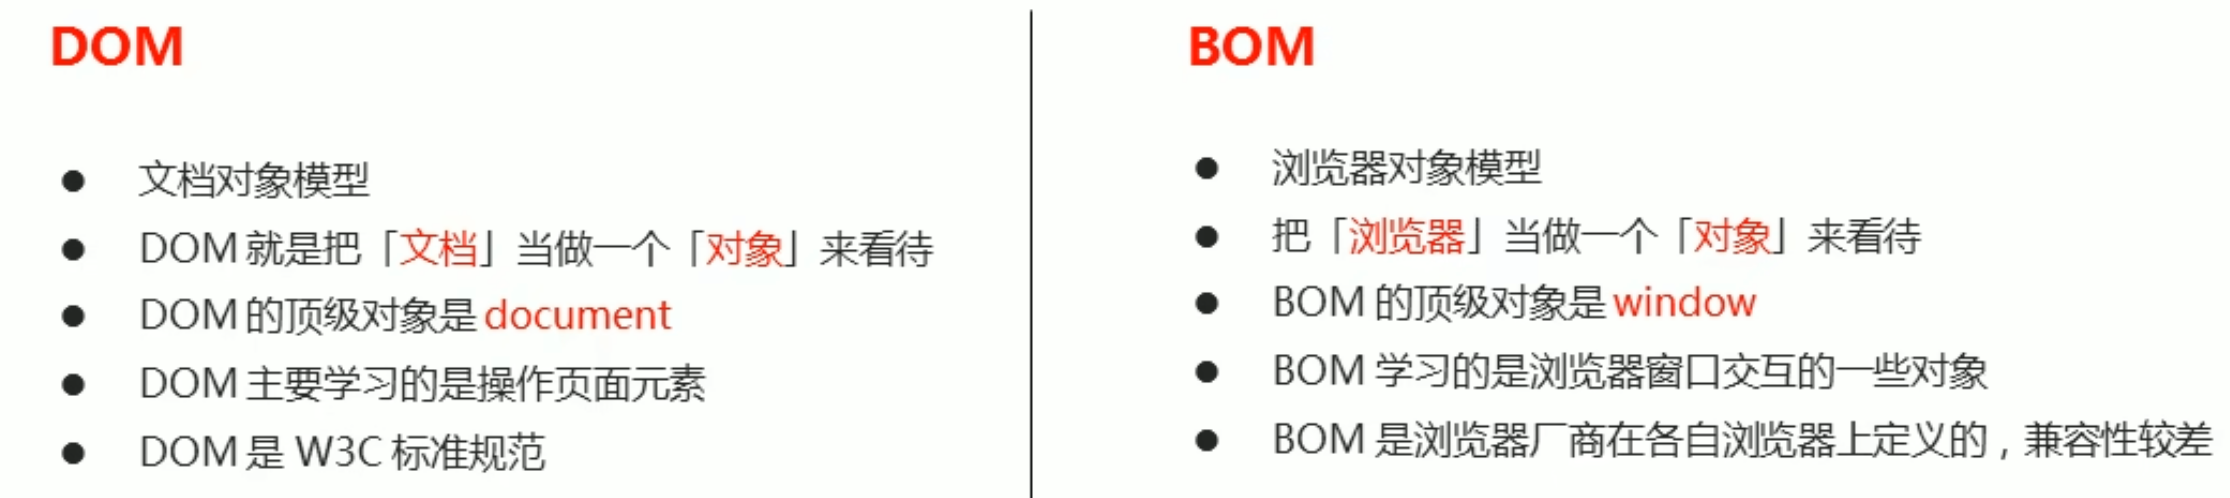 DOM
● 文档对象模型
● DOM 就是把「文档」当做一个「对象」来看待
● DOM 的顶级对象是 document
● DOM 主要学习的是操作页面元素
● DOM 是 W3C 标准规范
BOM
● 浏览器对象模型
● 把「浏览器」当做一个「对象」来看待
● BOM 的顶级对象是 window
● BOM 学习的是浏览器窗口交互的一些对象
● BOM 是浏览器厂商在各自浏览器上定义的，兼容性较差